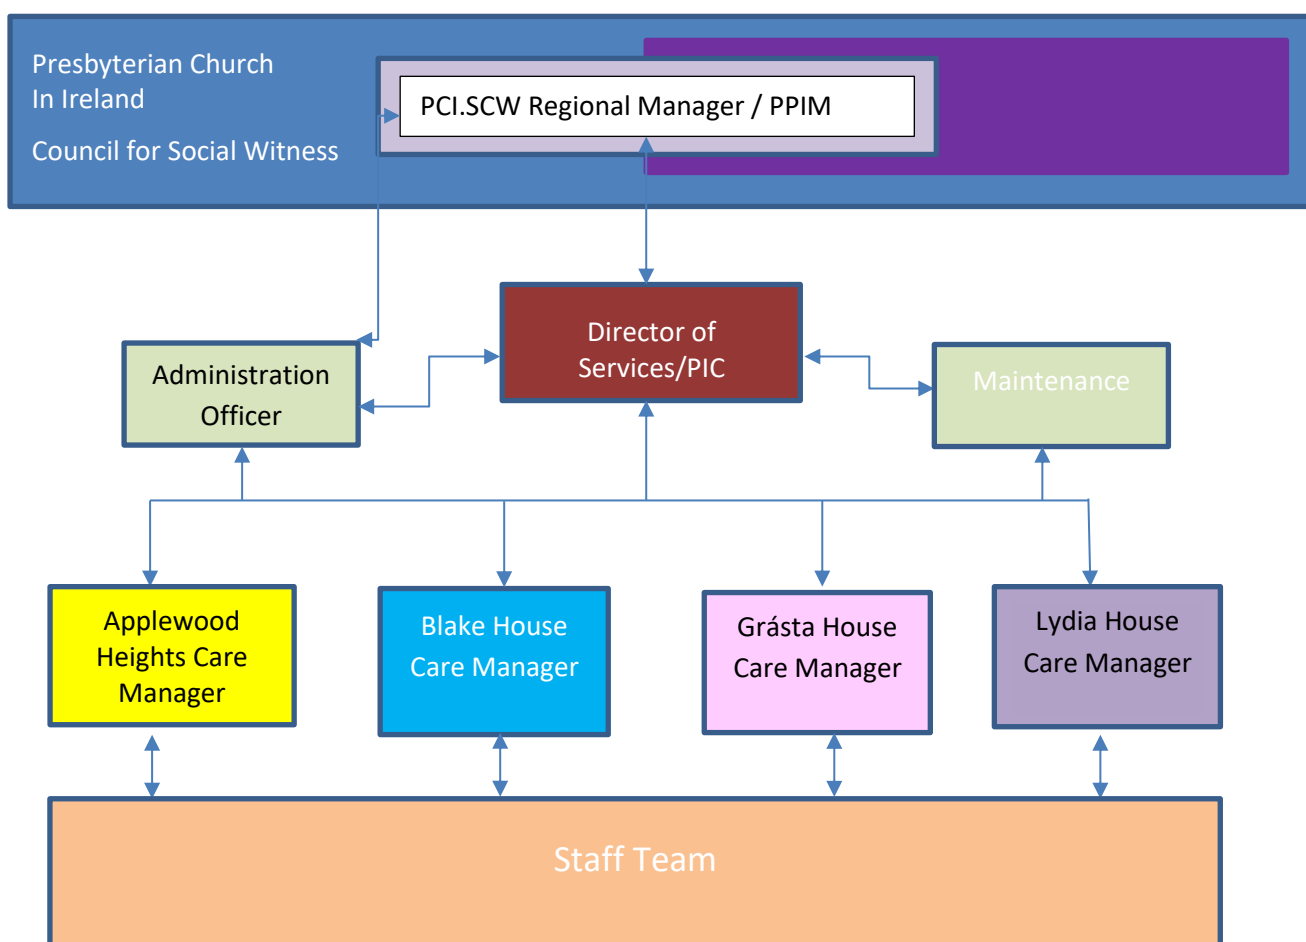 Presbyterian Church
In Ireland
Council for Social Witness
PCI.SCW Regional Manager / PPIM
Director of
Services/PIC
Administration
Officer
Maintenance
Applewood
Heights Care
Manager
Blake House
Care Manager
Grásta House
Care Manager
Lydia House
Care Manager
Staff Team